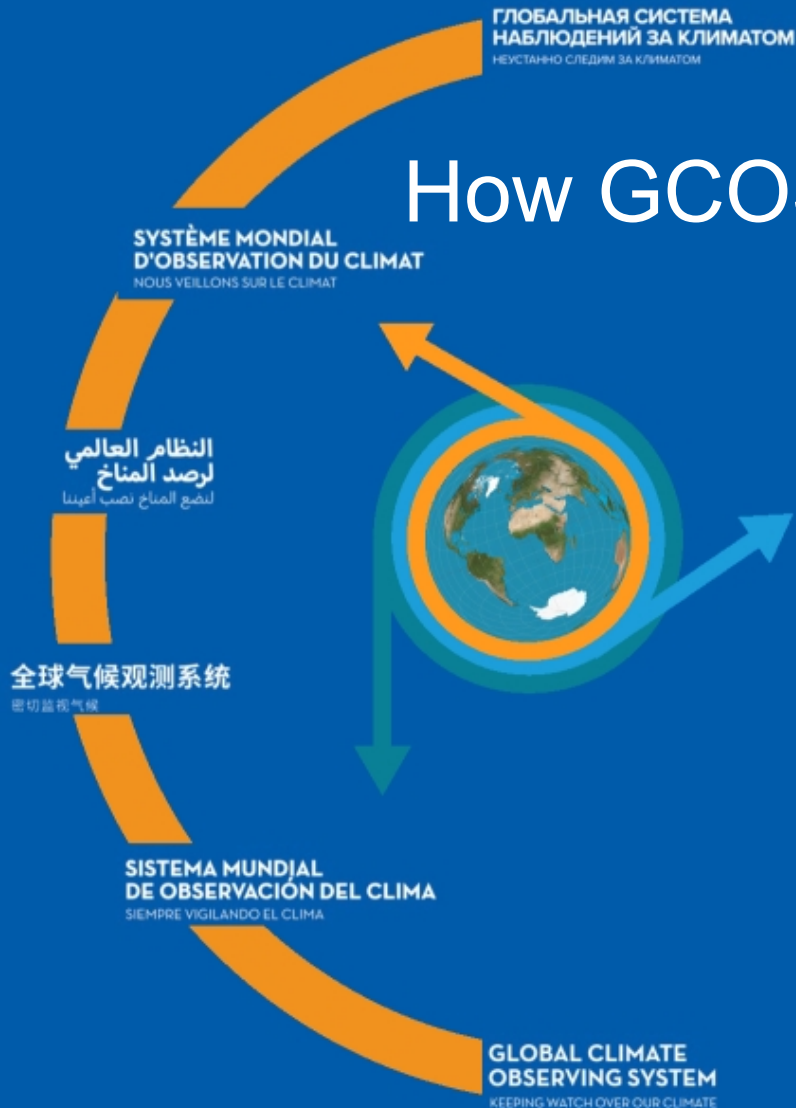 ГЛОБАЛЬНАЯ СИСТЕМА
НАБЛЮДЕНИЙ ЗА КЛИМАТОМ
НЕУСТАННО СЛЕДИМ ЗА КЛИМАТОМ
How GCO
SYSTÈME MONDIAL
D'OBSERVATION DU CLIMAT
NOUS VEILLONS SUR LE CLIMAT
النظام العالمي
لرصد المناخ
لنضع المناخ نصب أعيننا
全球气候观测系统
密切监视气候
SISTEMA MUNDIAL
DE OBSERVACIÓN DEL CLIMA
SIEMPRE VIGILANDO EL CLIMA
GLOBAL CLIMATE
OBSERVING SYSTEM
KEEPING WATCH OVER OUR CLIMATE